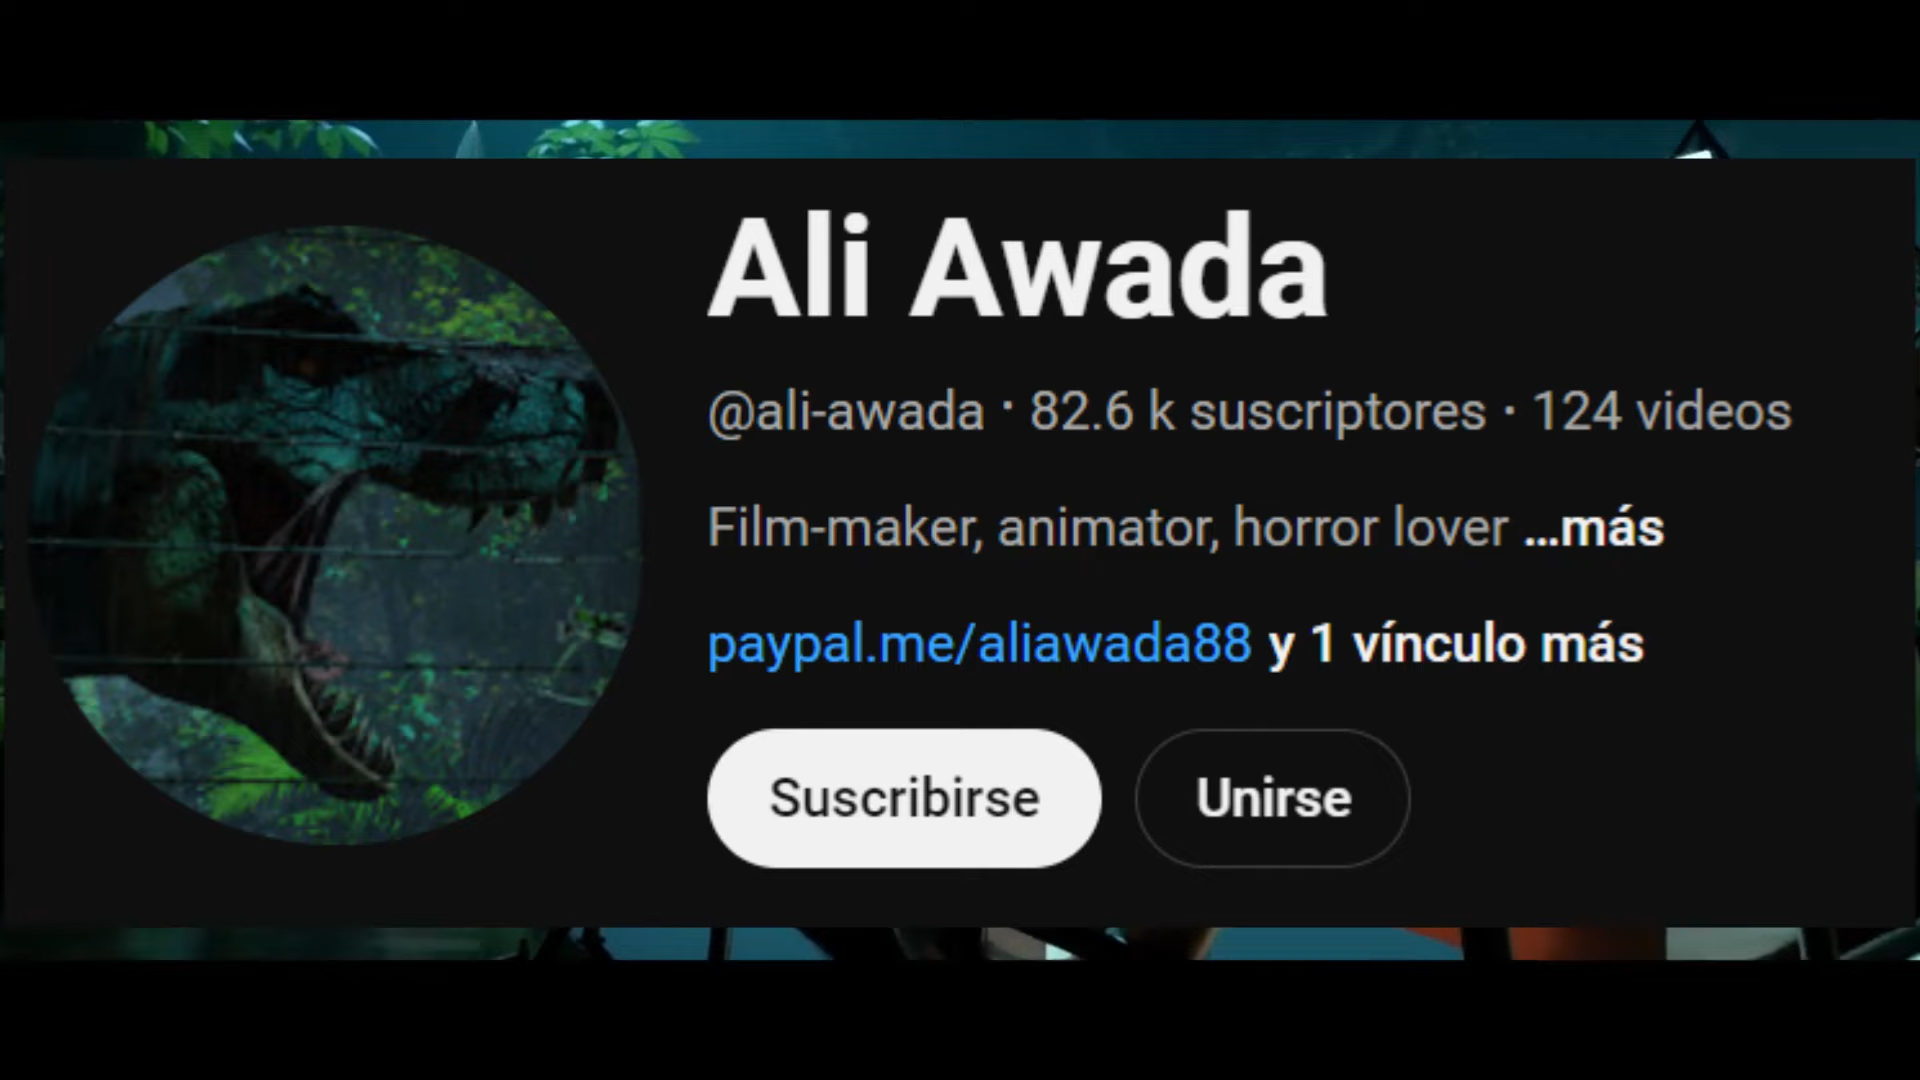 Ali Awada
@ali-awada · 82.6 k suscriptores · 124 videos
Film-maker, animator, horror lover ...más
paypal.me/aliawada88 y 1 vínculo más
Suscribirse Unirse